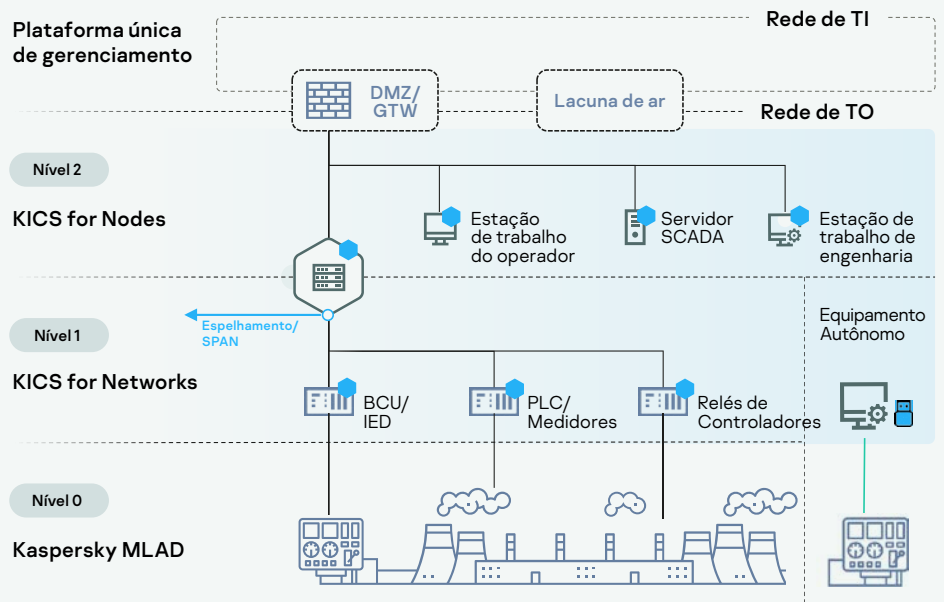 Plataforma única
de gerenciamento
Rede de TI
DMZ/
GTW
Lacuna de ar
Rede de TO
Nível 2
KICS for Nodes
Estação
de trabalho
do operador
Servidor
SCADA
Estação de
trabalho de
engenharia
Espelhamento/
SPAN
Equipamento
Autônomo
Nível 1
KICS for Networks
BCU/
IED
PLC/
Medidores
Relés de
Controladores
Nível 0
Kaspersky MLAD